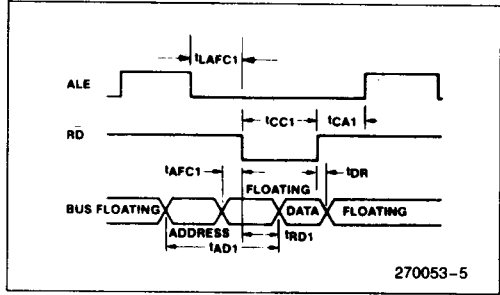 tLAFC1
ALE
tCC1 tCA1
RD
tAFC1 FLOATING tDR
BUS FLOATING DATA FLOATING
ADDRESS tRD1
tAD1
270053-5